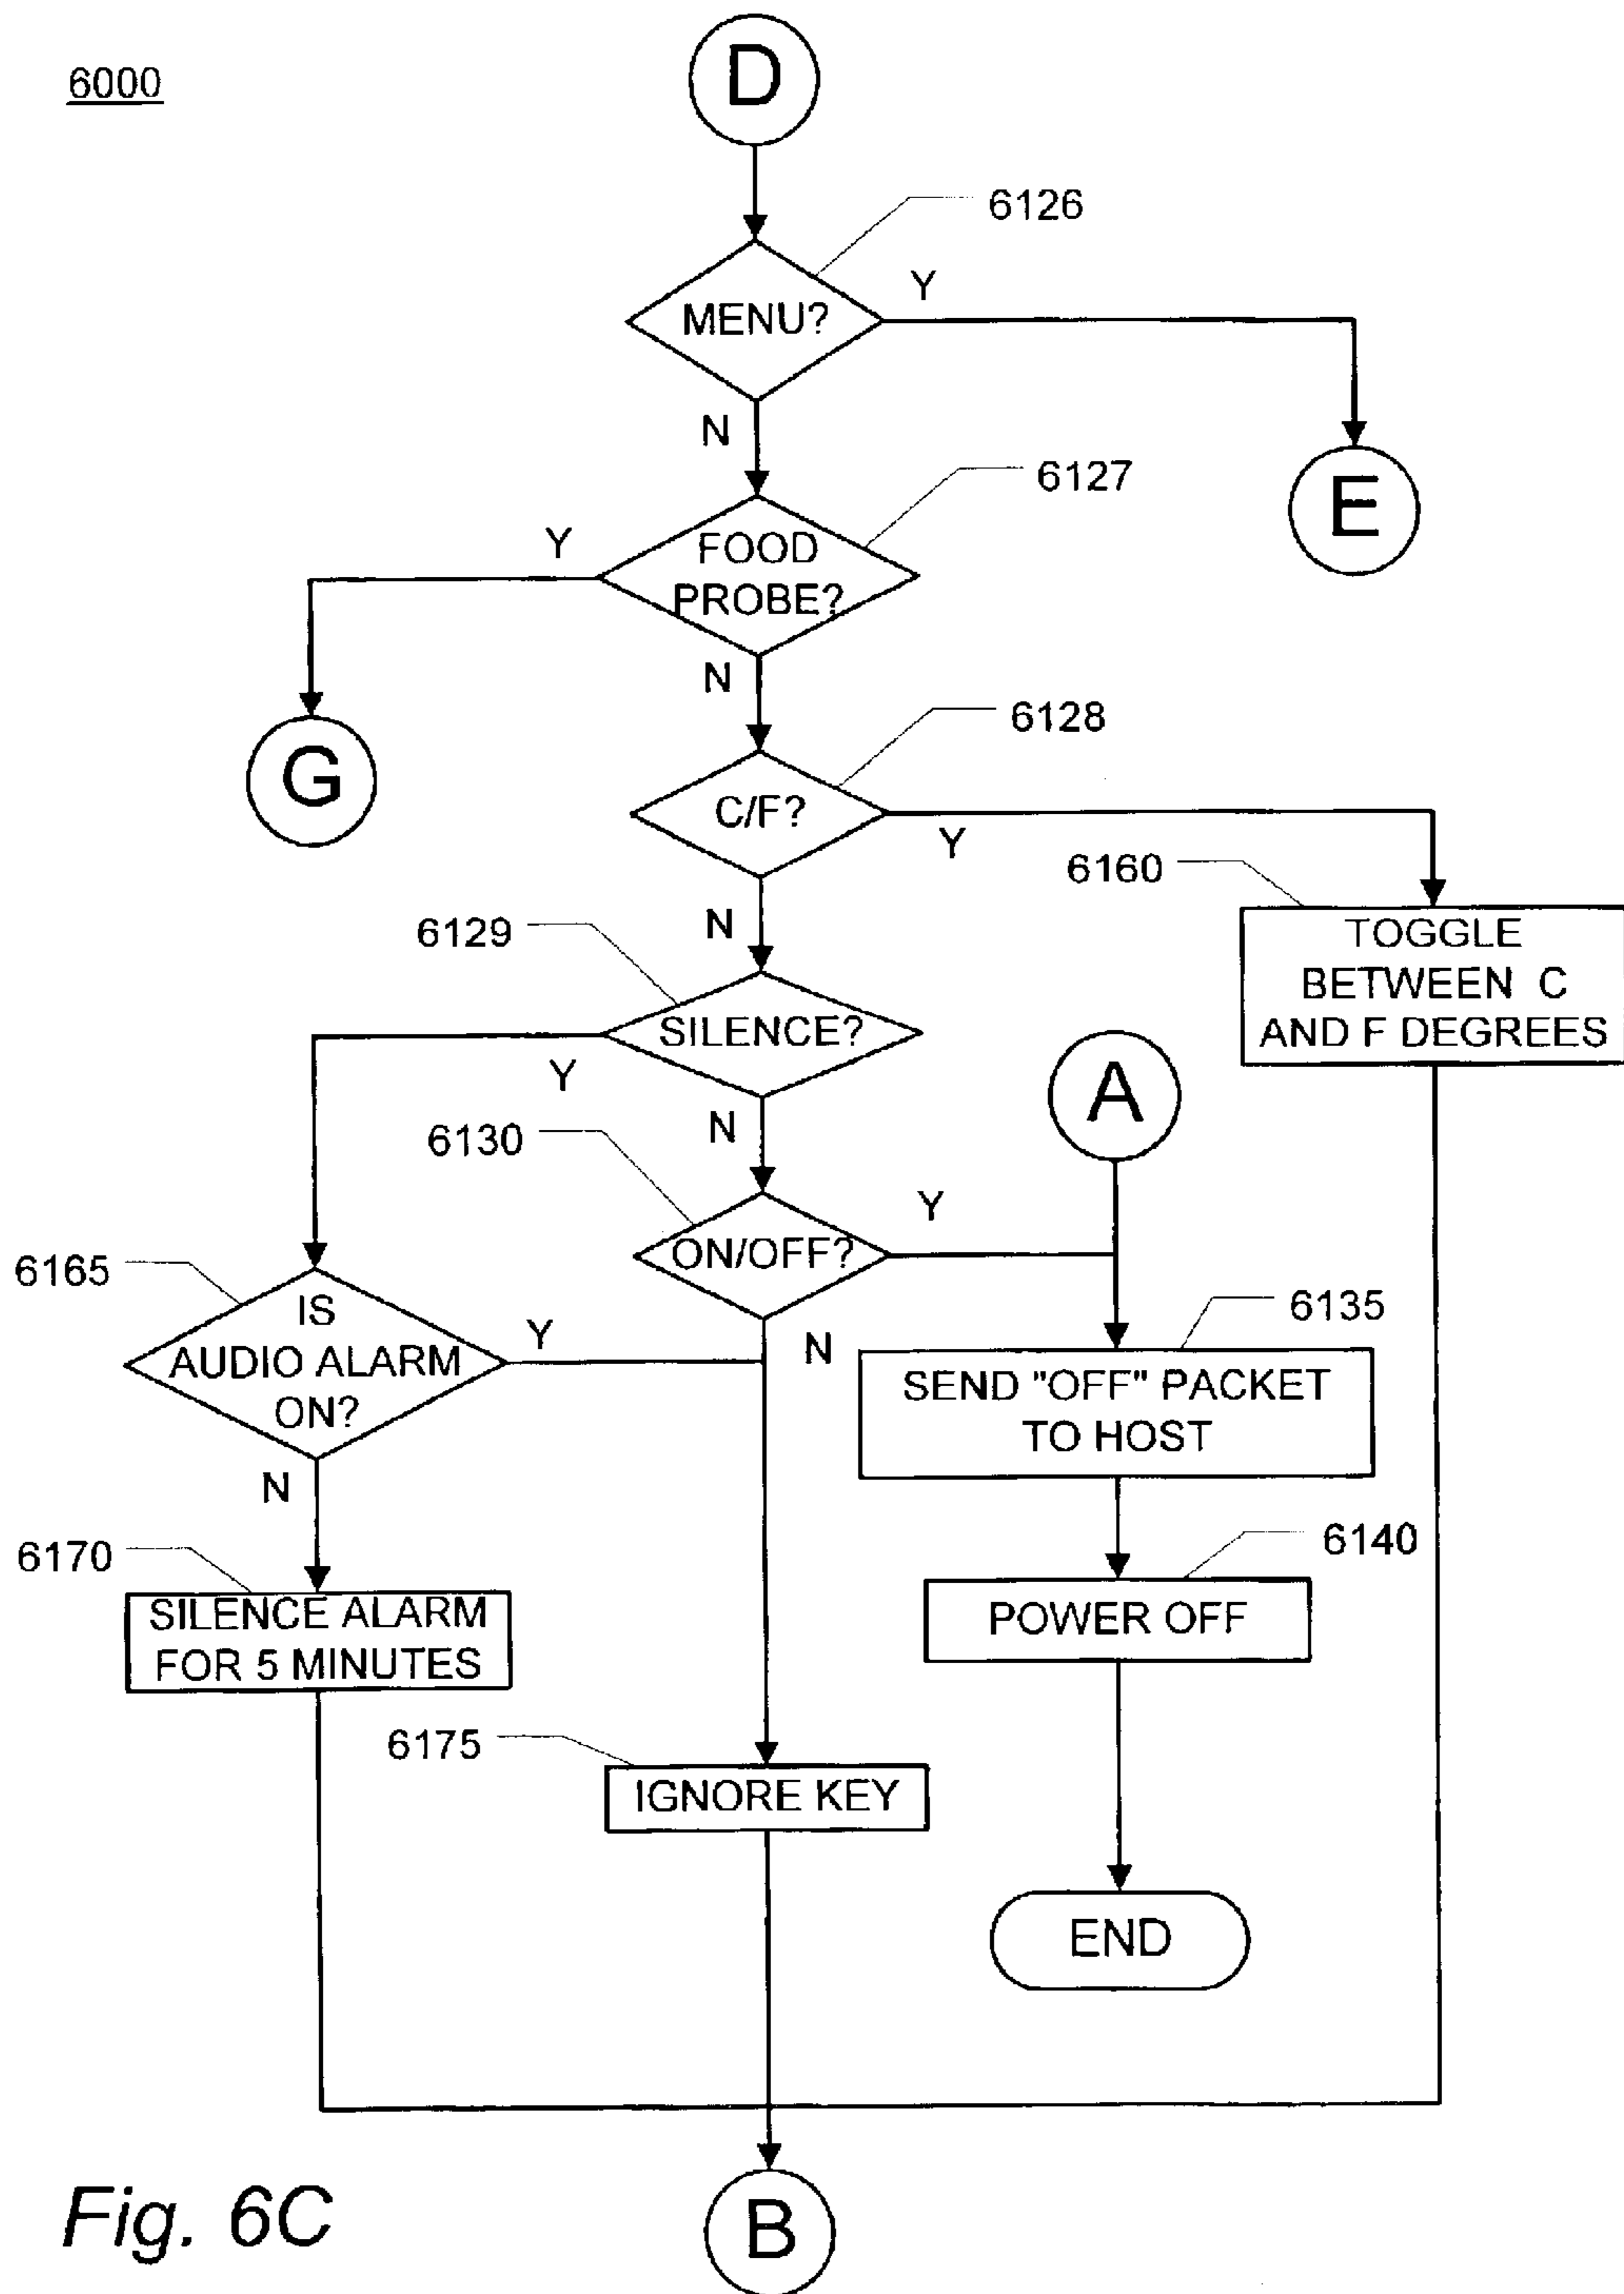 6000
D
6126
MENU?
Y
N
E
6127
FOOD
PROBE?
Y
N
G
6128
C/F?
Y
N
6160
TOGGLE
BETWEEN C
AND F DEGREES
6129
SILENCE?
Y
N
A
6130
ON/OFF?
Y
N
6165
IS
AUDIO ALARM
ON?
Y
N
6135
SEND "OFF" PACKET
TO HOST
6170
SILENCE ALARM
FOR 5 MINUTES
6140
POWER OFF
6175
IGNORE KEY
END
B
Fig. 6C